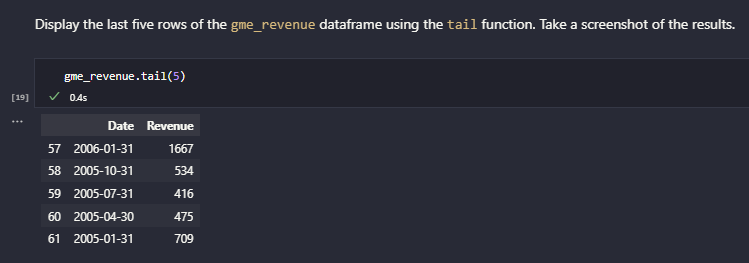 Display the last five rows of the gme_revenue dataframe using the tail function. Take a screenshot of the results.
gme_revenue.tail(5)
[19] ✓ 0.4s
...
Date Revenue
57 2006-01-31 1667
58 2005-10-31 534
59 2005-07-31 416
60 2005-04-30 475
61 2005-01-31 709